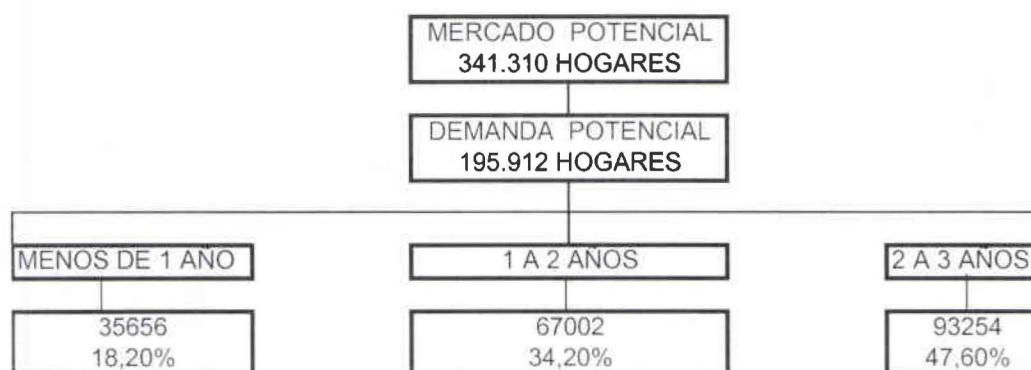 MERCADO POTENCIAL
341.310 HOGARES
DEMANDA POTENCIAL
195.912 HOGARES
MENOS DE 1 AÑO
1 A 2 AÑOS
2 A 3 AÑOS
35656
18,20%
67002
34,20%
93254
47,60%